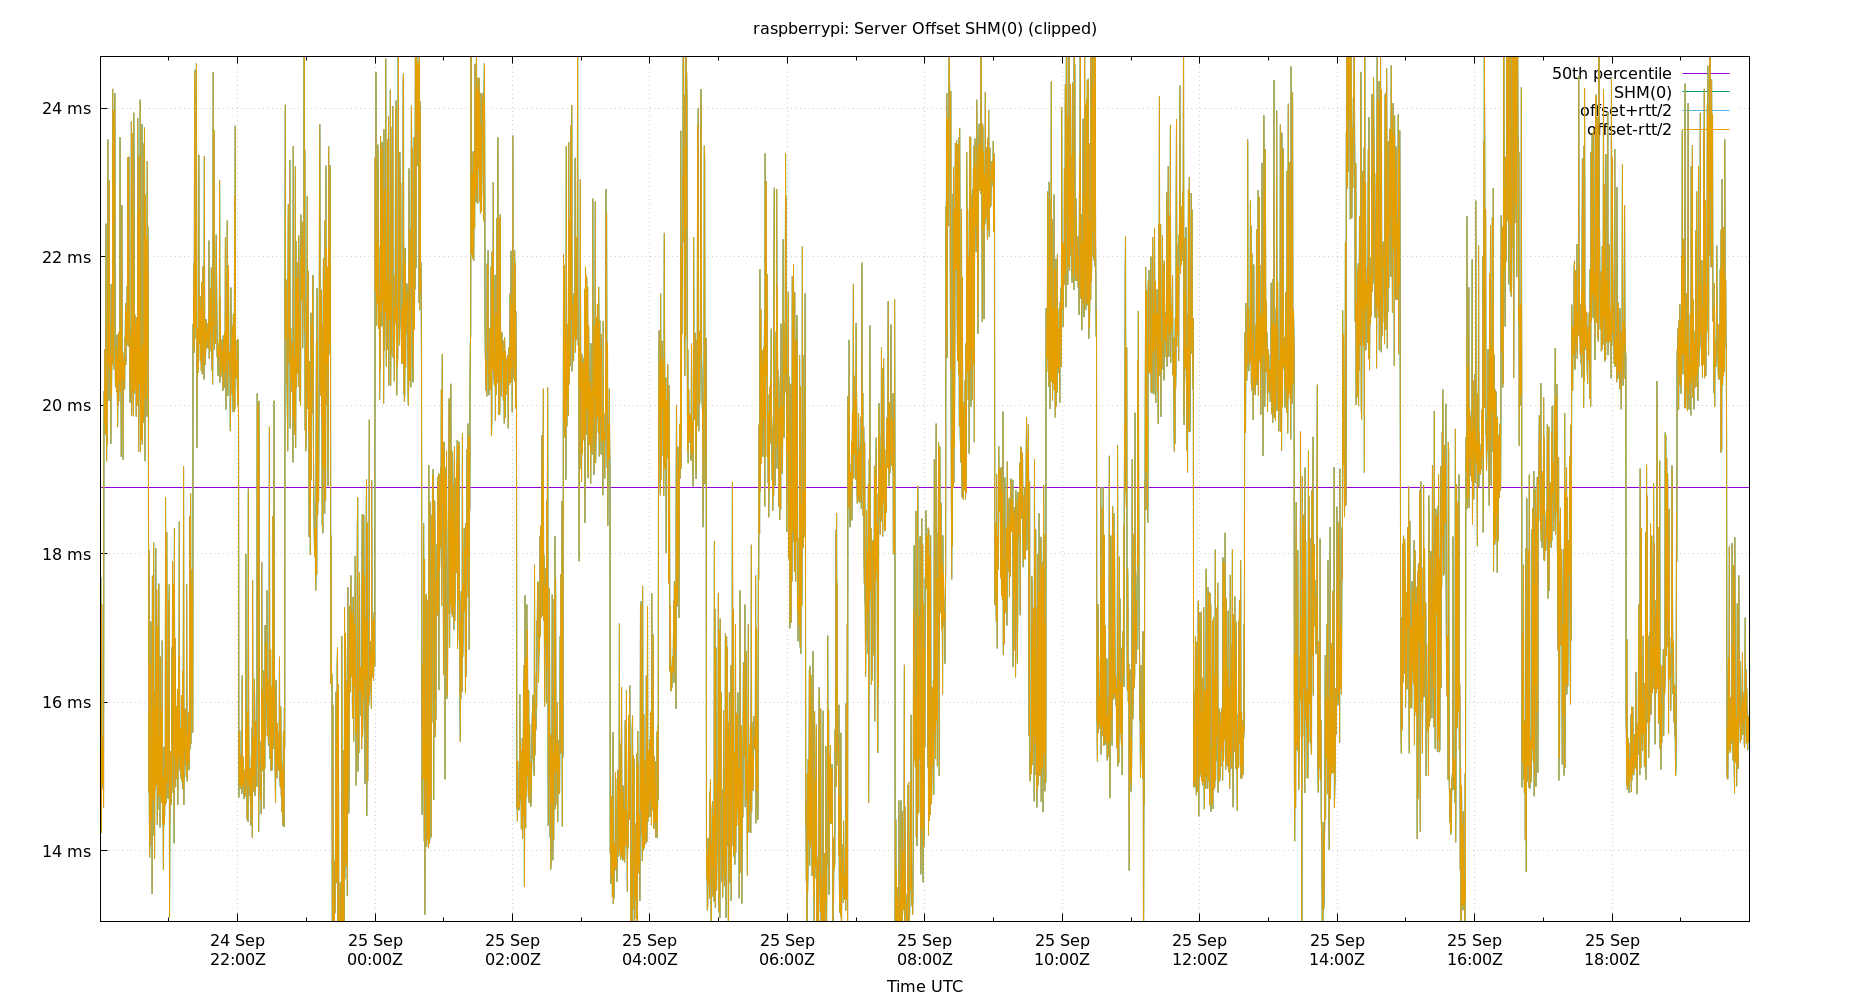 raspberrypi: Server Offset SHM(0) (clipped)
50th percentile
SHM(0)
offset+rtt/2
offset-rtt/2
24 ms
22 ms
20 ms
18 ms
16 ms
14 ms
24 Sep 25 Sep 25 Sep 25 Sep 25 Sep 25 Sep 25 Sep 25 Sep 25 Sep 25 Sep 25 Sep
22:00Z 00:00Z 02:00Z 04:00Z 06:00Z 08:00Z 10:00Z 12:00Z 14:00Z 16:00Z 18:00Z
Time UTC